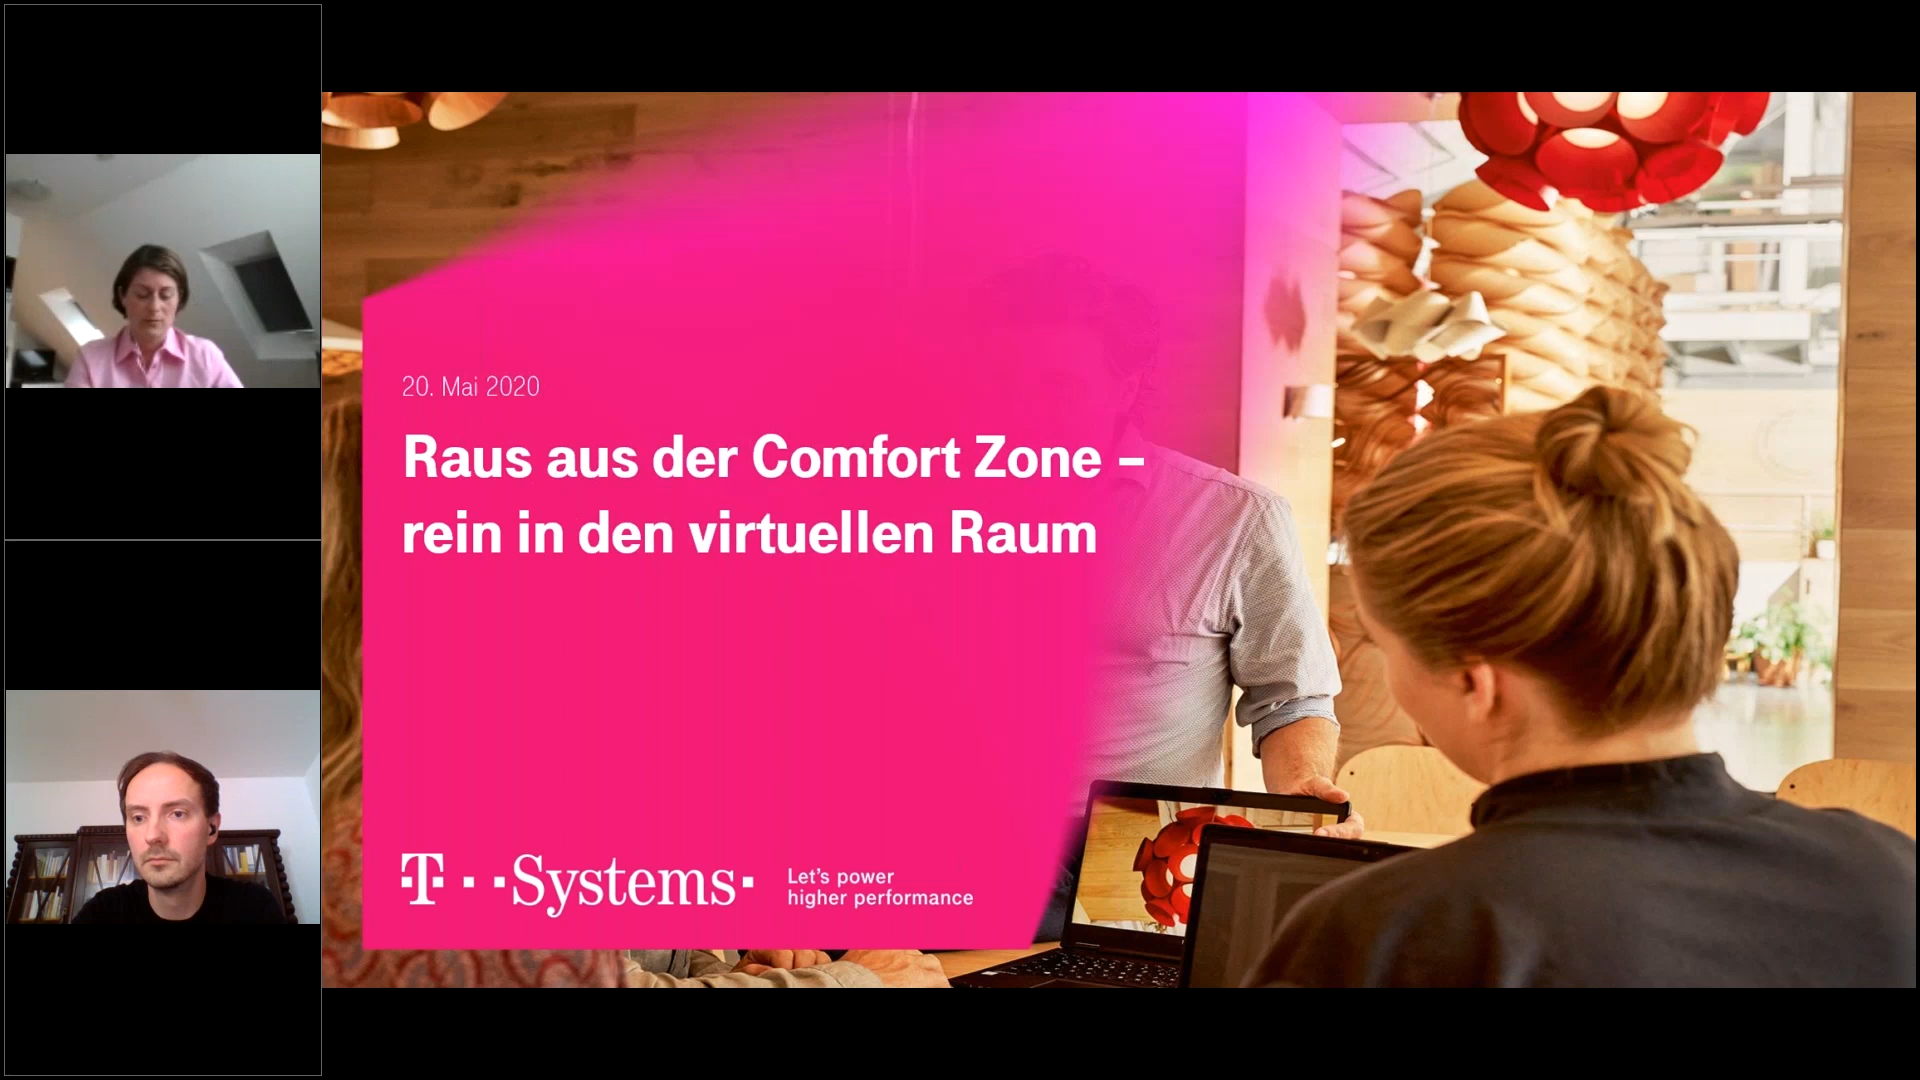 20. Mai 2020
Raus aus der Comfort Zone –
rein in den virtuellen Raum
T··Systems·
Let's power
higher performance